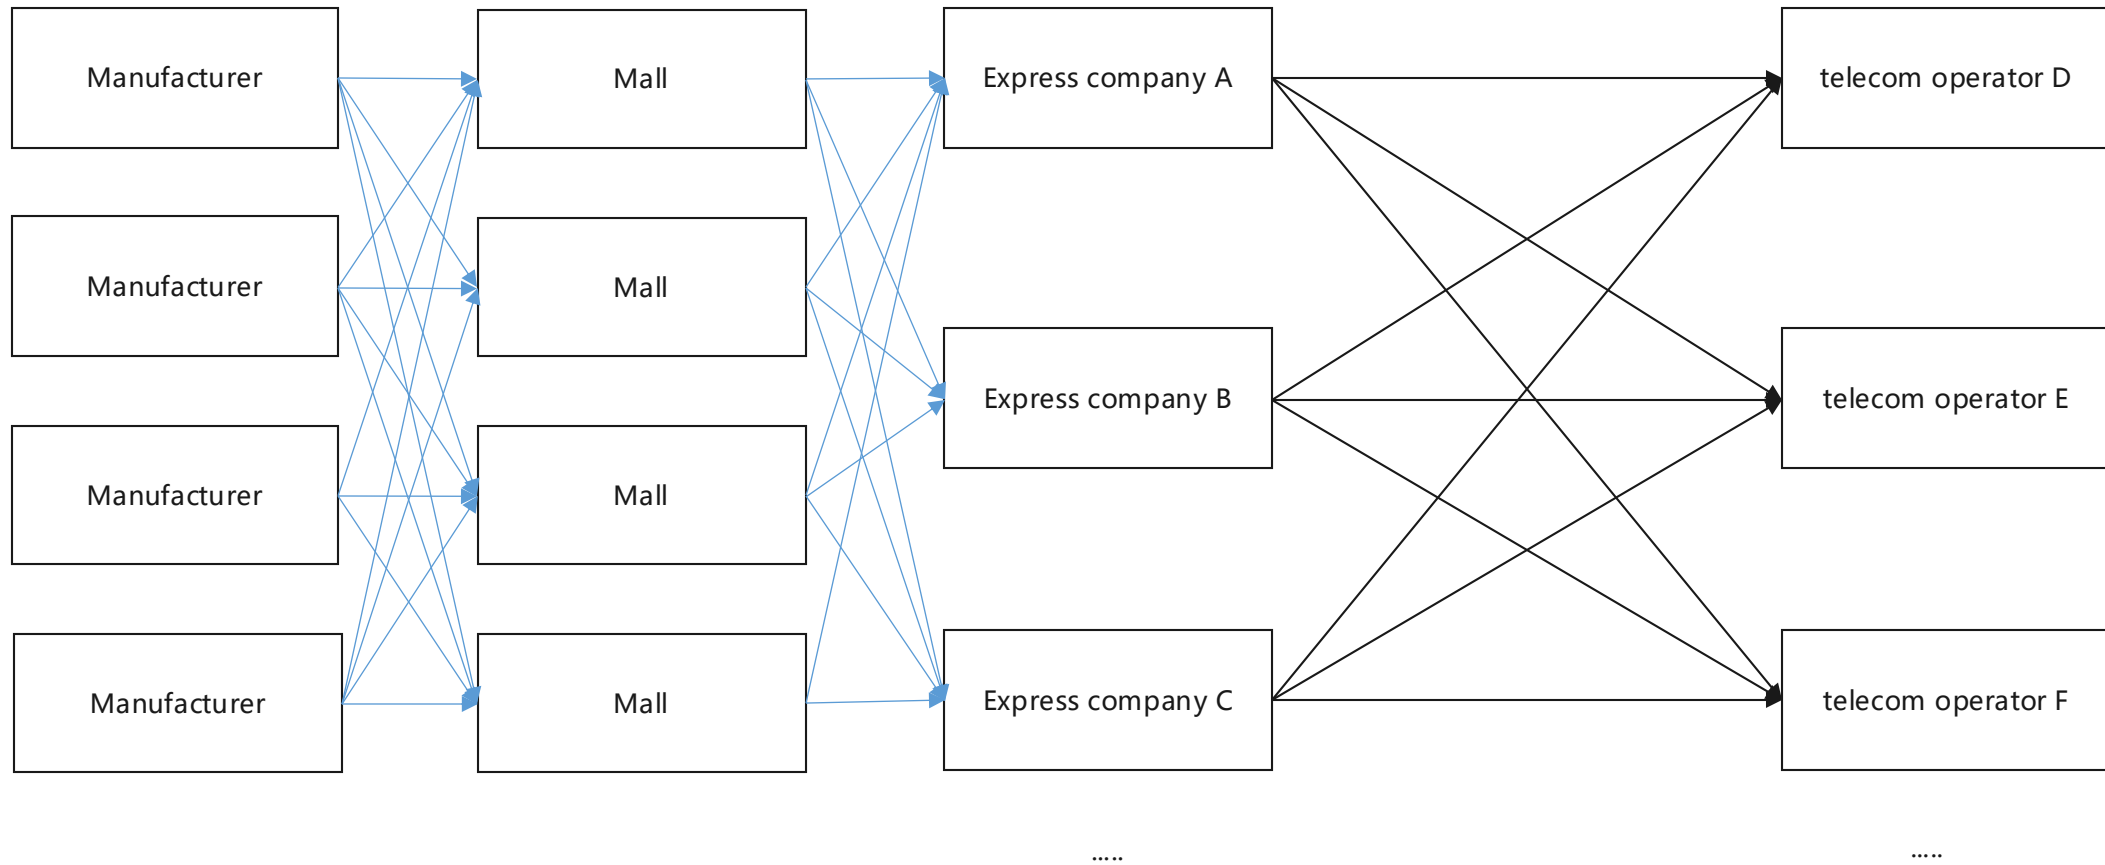 Manufacturer
Mall
Express company A
telecom operator D
Manufacturer
Mall
Express company B
telecom operator E
Manufacturer
Mall
Manufacturer
Mall
Express company C
telecom operator F
.....
.....